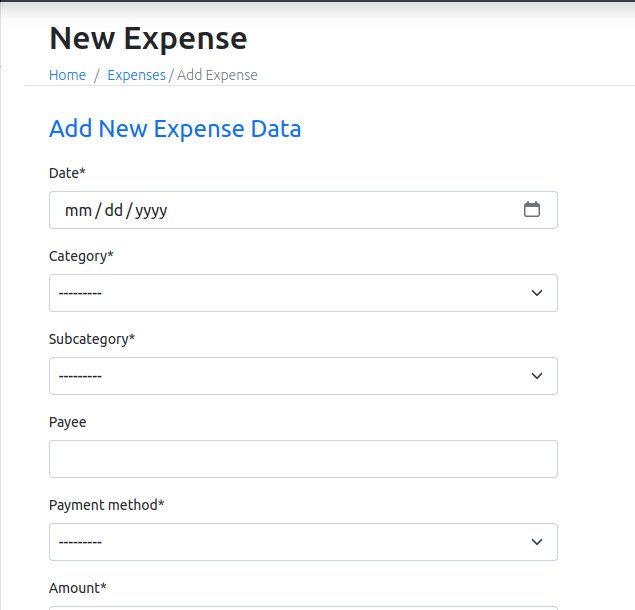 New Expense
Home / Expenses / Add Expense
Add New Expense Data
Date*
mm / dd / yyyy
Category*
---------
Subcategory*
---------
Payee
Payment method*
---------
Amount*